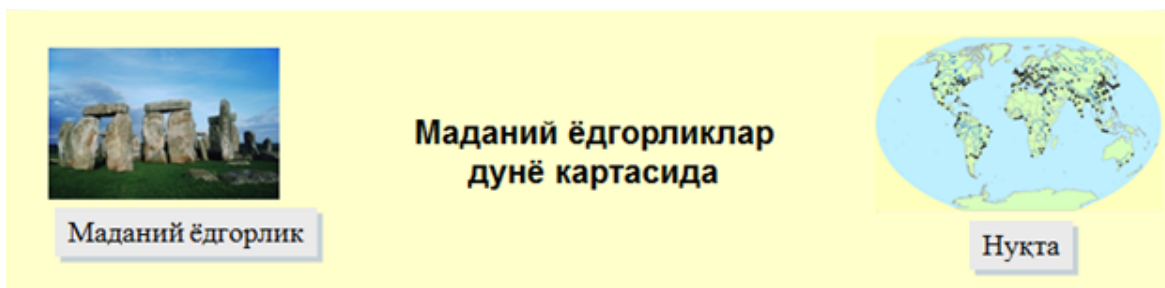 Маданий ёдгорликлар
дунё картасида
Маданий ёдгорлик
Нуқта